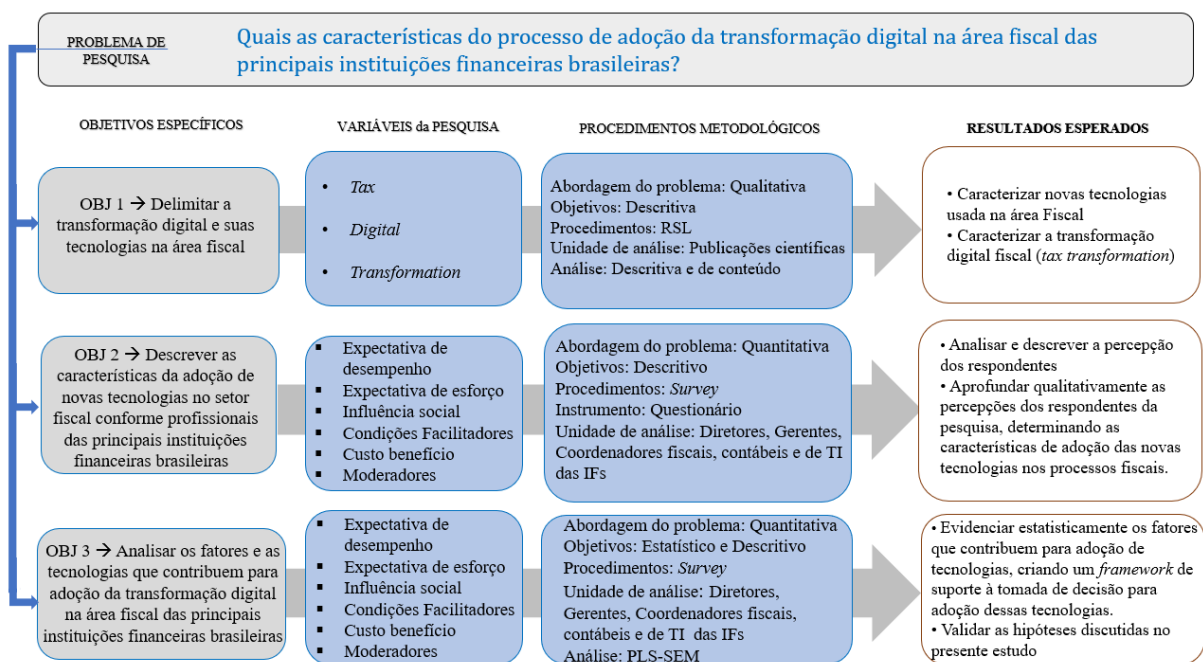 PROBLEMA DE
PESQUISA
Quais as características do processo de adoção da transformação digital na área fiscal das
principais instituições financeiras brasileiras?
OBJETIVOS ESPECÍFICOS
VARIÁVEIS da PESQUISA
PROCEDIMENTOS METODOLÓGICOS
RESULTADOS ESPERADOS
OBJ 1 → Delimitar a
transformação digital e suas
tecnologias na área fiscal
• Tax
• Digital
• Transformation
Abordagem do problema: Qualitativa
Objetivos: Descritiva
Procedimentos: RSL
Unidade de análise: Publicações científicas
Análise: Descritiva e de conteúdo
• Caracterizar novas tecnologias
usada na área Fiscal
• Caracterizar a transformação
digital fiscal (tax transformation)
OBJ 2 → Descrever as
características da adoção de
novas tecnologias no setor
fiscal conforme profissionais
das principais instituições
financeiras brasileiras
▪ Expectativa de
desempenho
▪ Expectativa de esforço
▪ Influência social
▪ Condições Facilitadores
▪ Custo benefício
▪ Moderadores
Abordagem do problema: Quantitativa
Objetivos: Descritivo
Procedimentos: Survey
Instrumento: Questionário
Unidade de análise: Diretores, Gerentes,
Coordenadores fiscais, contábeis e de TI
das IFs
• Analisar e descrever a percepção
dos respondentes
• Aprofundar qualitativamente as
percepções dos respondentes da
pesquisa, determinando as
características de adoção das novas
tecnologias nos processos fiscais.
OBJ 3 → Analisar os fatores e as
tecnologias que contribuem para
adoção da transformação digital
na área fiscal das principais
instituições financeiras brasileiras
▪ Expectativa de
desempenho
▪ Expectativa de esforço
▪ Influência social
▪ Condições Facilitadores
▪ Custo benefício
▪ Moderadores
Abordagem do problema: Quantitativa
Objetivos: Estatístico e Descritivo
Procedimentos: Survey
Unidade de análise: Diretores,
Gerentes, Coordenadores fiscais,
contábeis e de TI das IFs
Análise: PLS-SEM
• Evidenciar estatisticamente os fatores
que contribuem para adoção de
tecnologias, criando um framework de
suporte à tomada de decisão para
adoção dessas tecnologias.
• Validar as hipóteses discutidas no
presente estudo